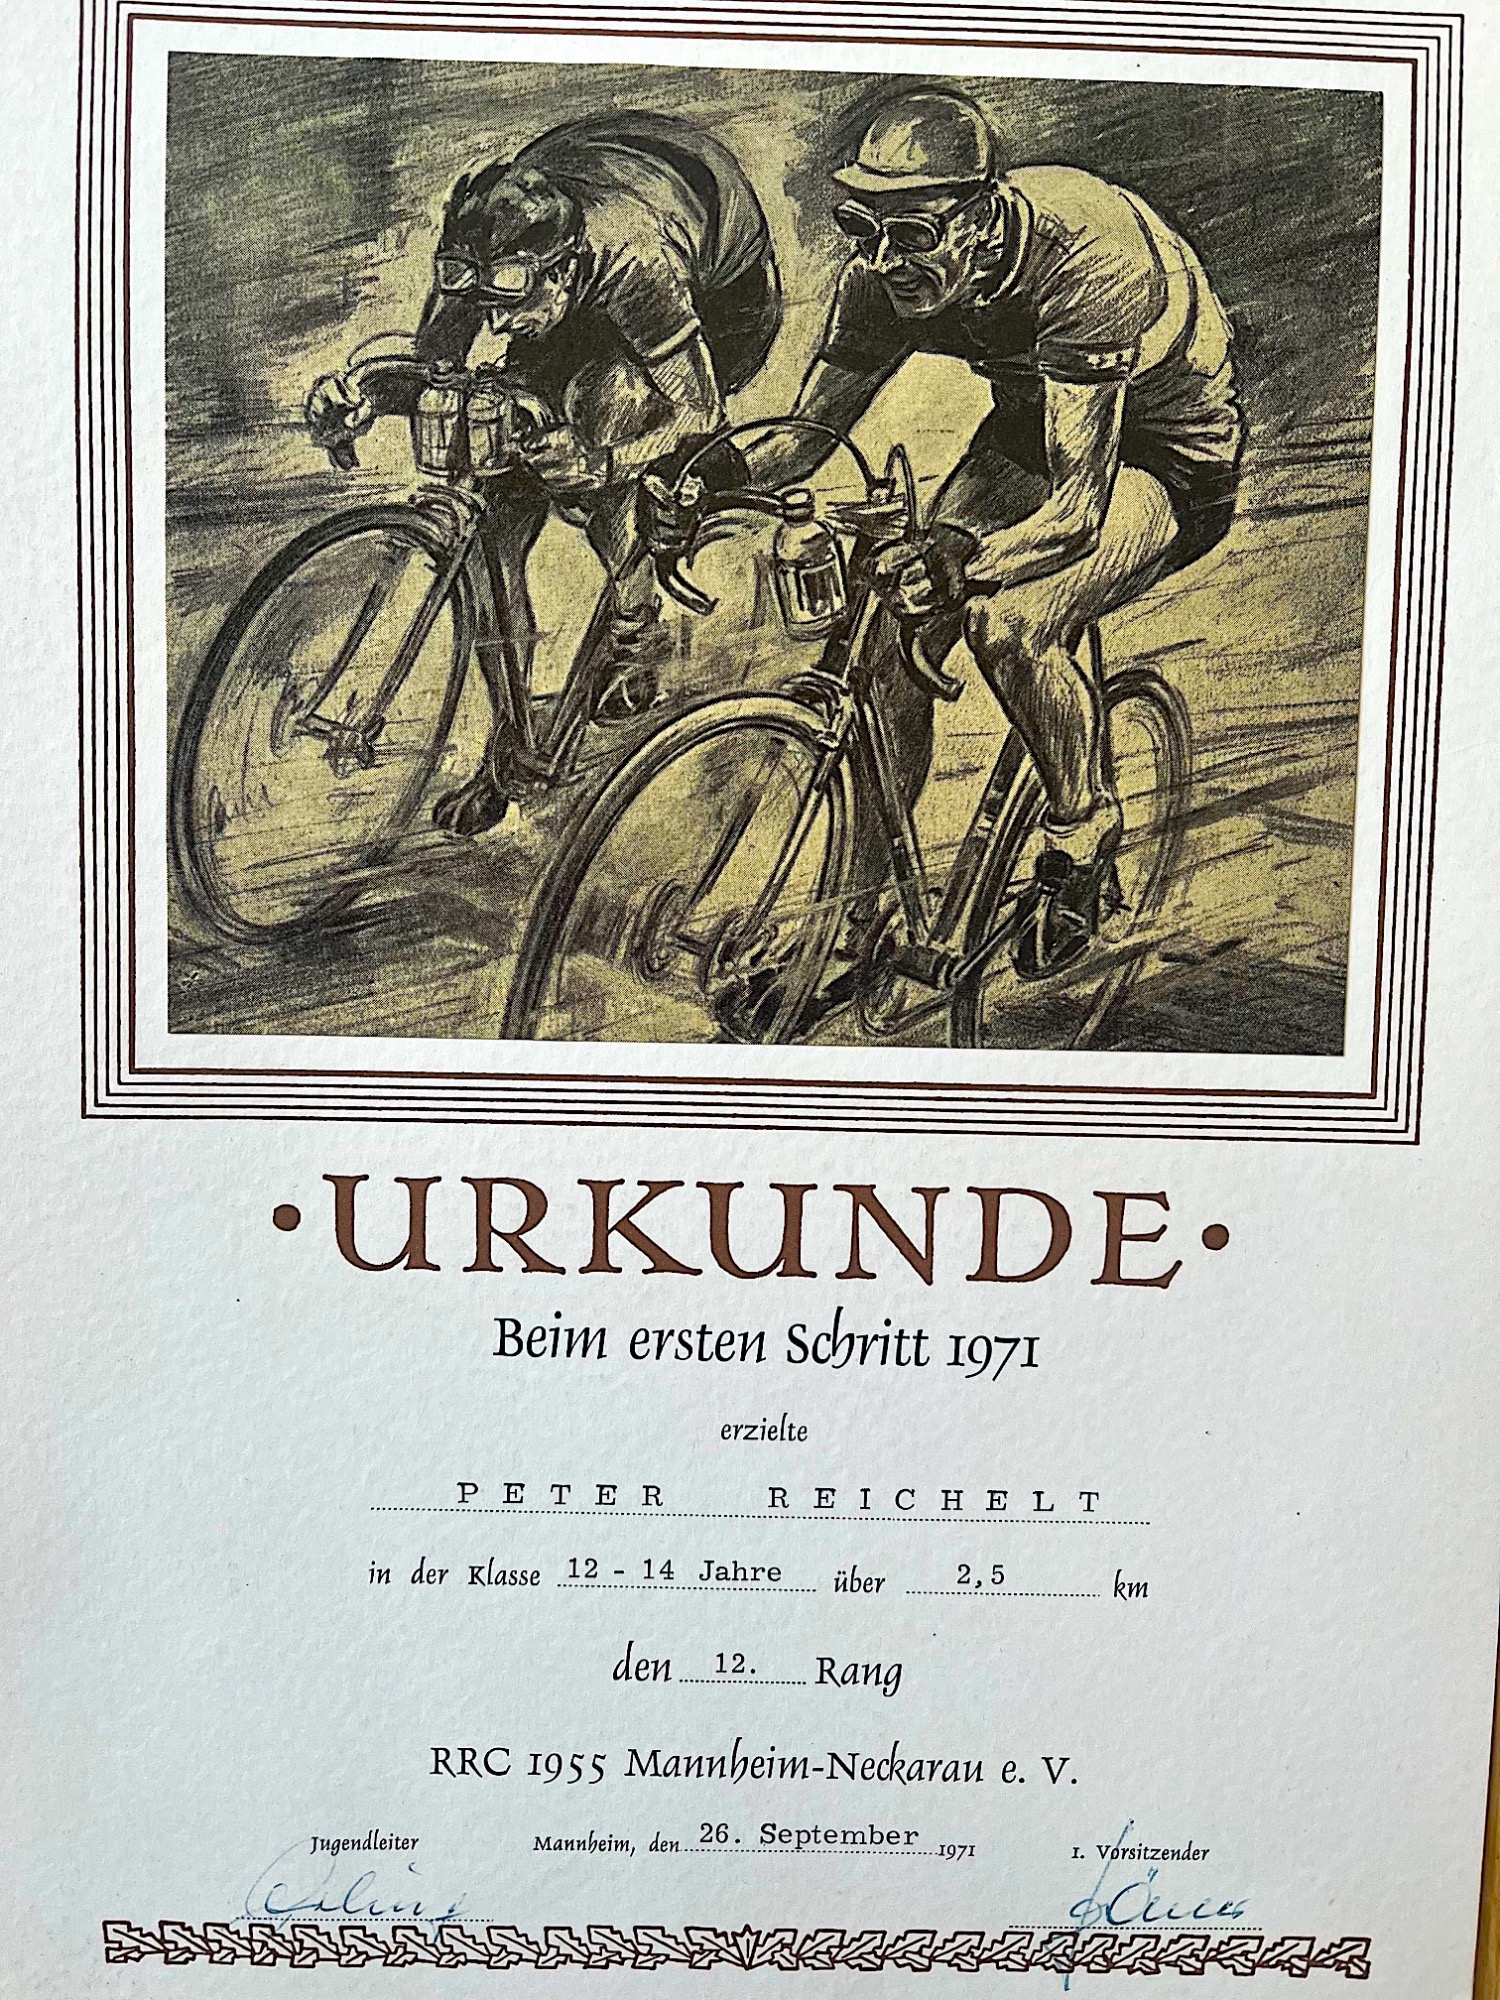 ·URKUNDE·
Beim ersten Schritt 1971
erzielte
PETER REICHELT
in der Klasse 12 - 14 Jahre über 2,5 km
den 12. Rang
RRC 1955 Mannheim-Neckarau e. V.
Jugendleiter Mannheim, den 26. September 1971 1. Vorsitzender